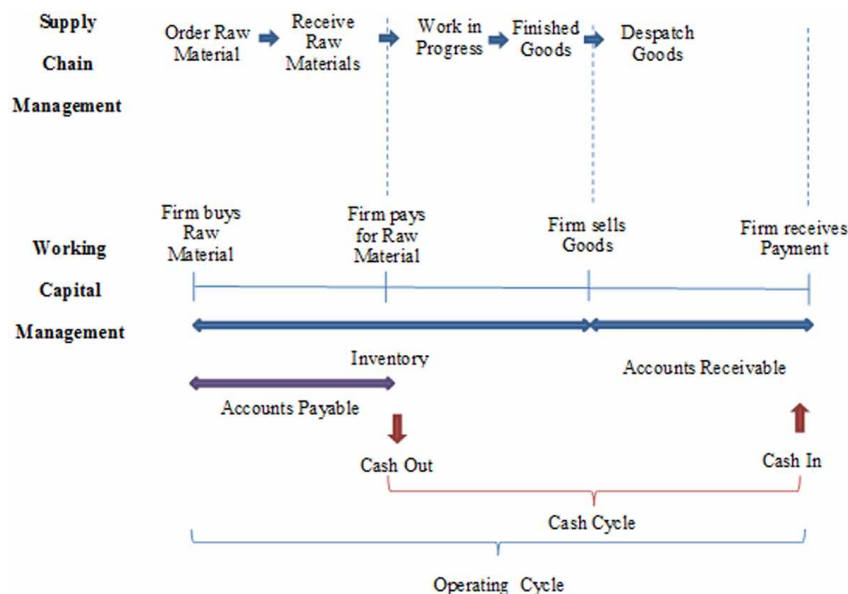 Supply
Chain
Management
Order Raw
Material
Receive
Raw
Materials
Work in
Progress
Finished
Goods
Despatch
Goods
Working
Capital
Management
Firm buys
Raw
Material
Firm pays
for Raw
Material
Firm sells
Goods
Firm receives
Payment
Inventory
Accounts Receivable
Accounts Payable
Cash Out
Cash In
Cash Cycle
Operating Cycle